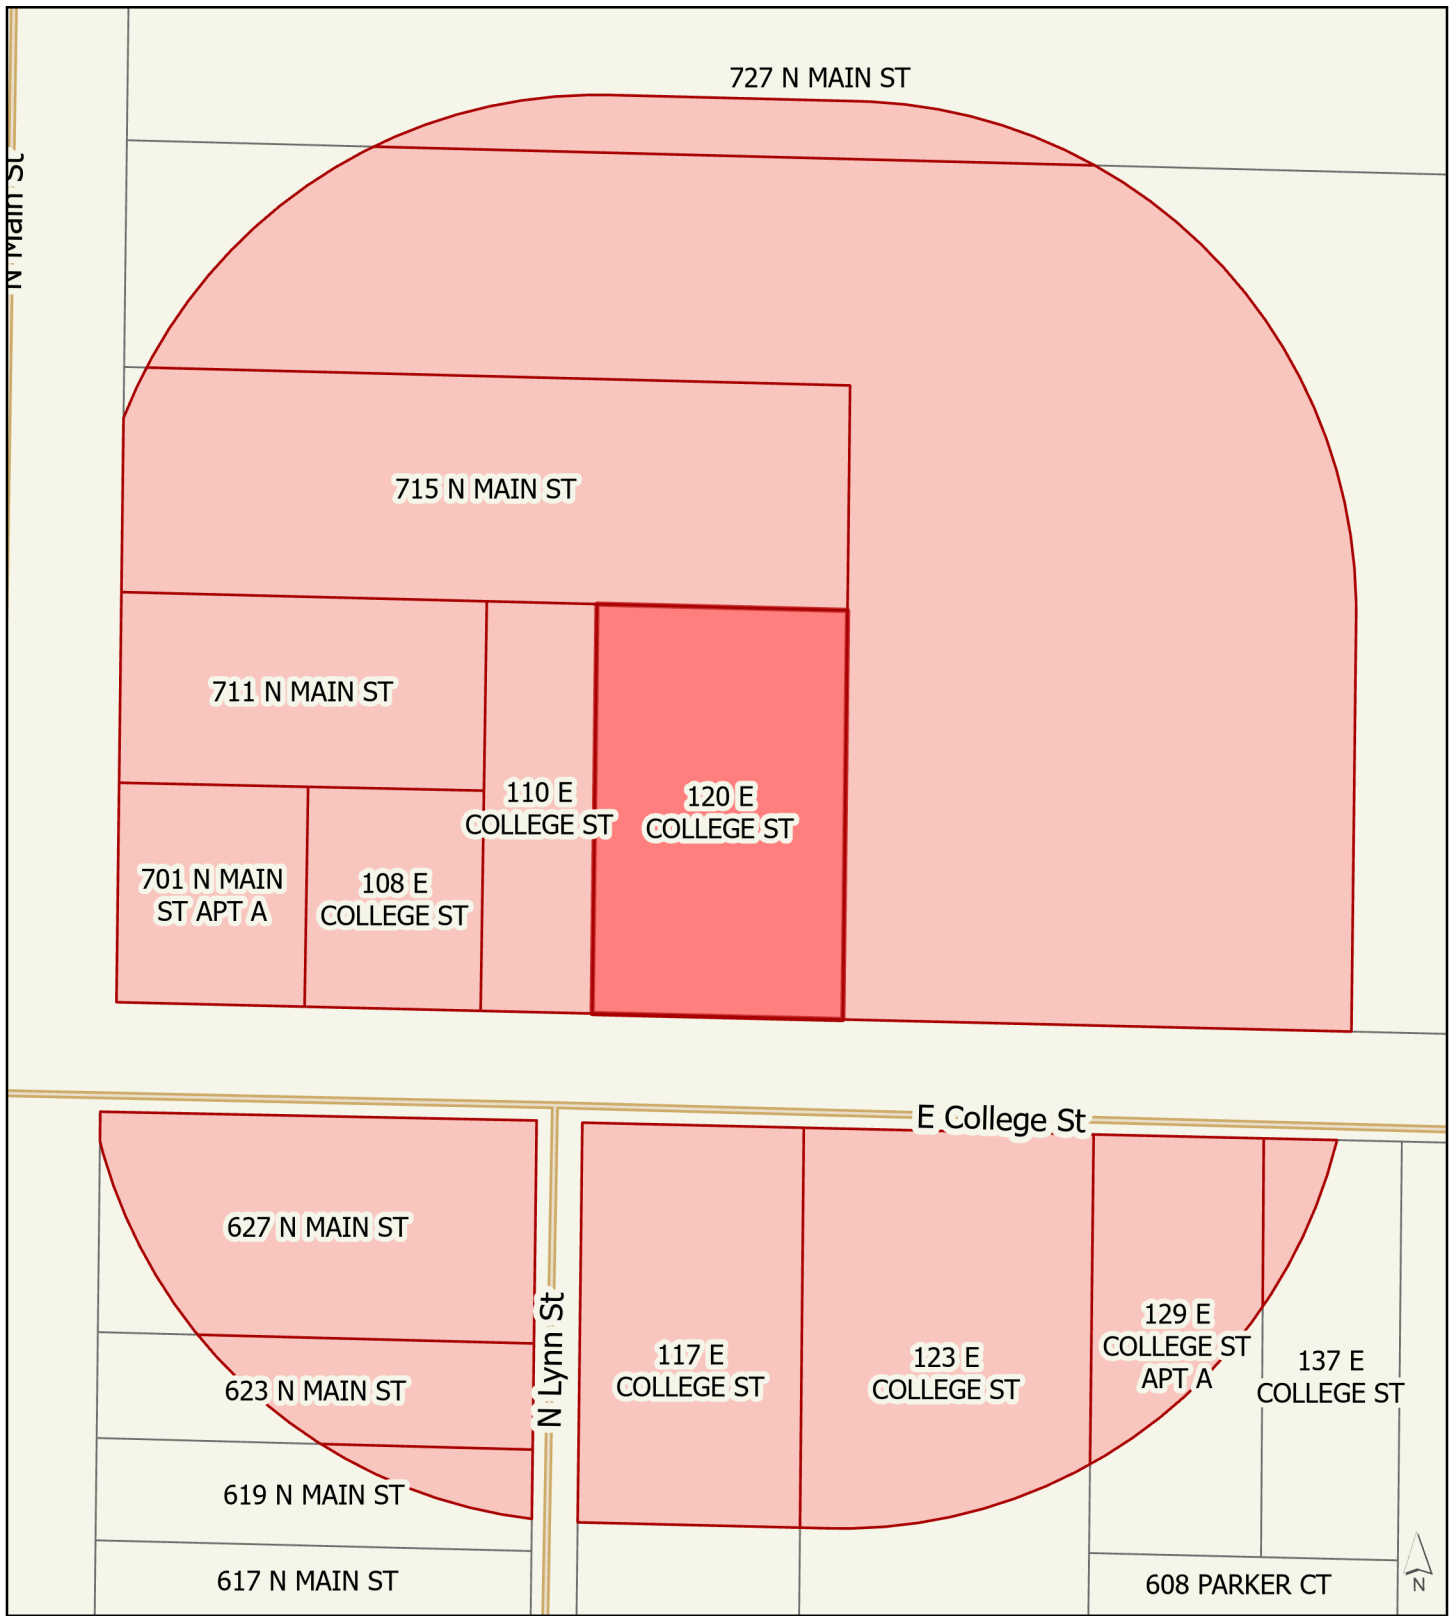 727 N MAIN ST
N Main St
715 N MAIN ST
711 N MAIN ST
110 E
COLLEGE ST
120 E
COLLEGE ST
701 N MAIN
ST APT A
108 E
COLLEGE ST
E College St
627 N MAIN ST
N Lynn St
129 E
COLLEGE ST
APT A
117 E
COLLEGE ST
123 E
COLLEGE ST
137 E
COLLEGE ST
623 N MAIN ST
619 N MAIN ST
617 N MAIN ST
608 PARKER CT
N